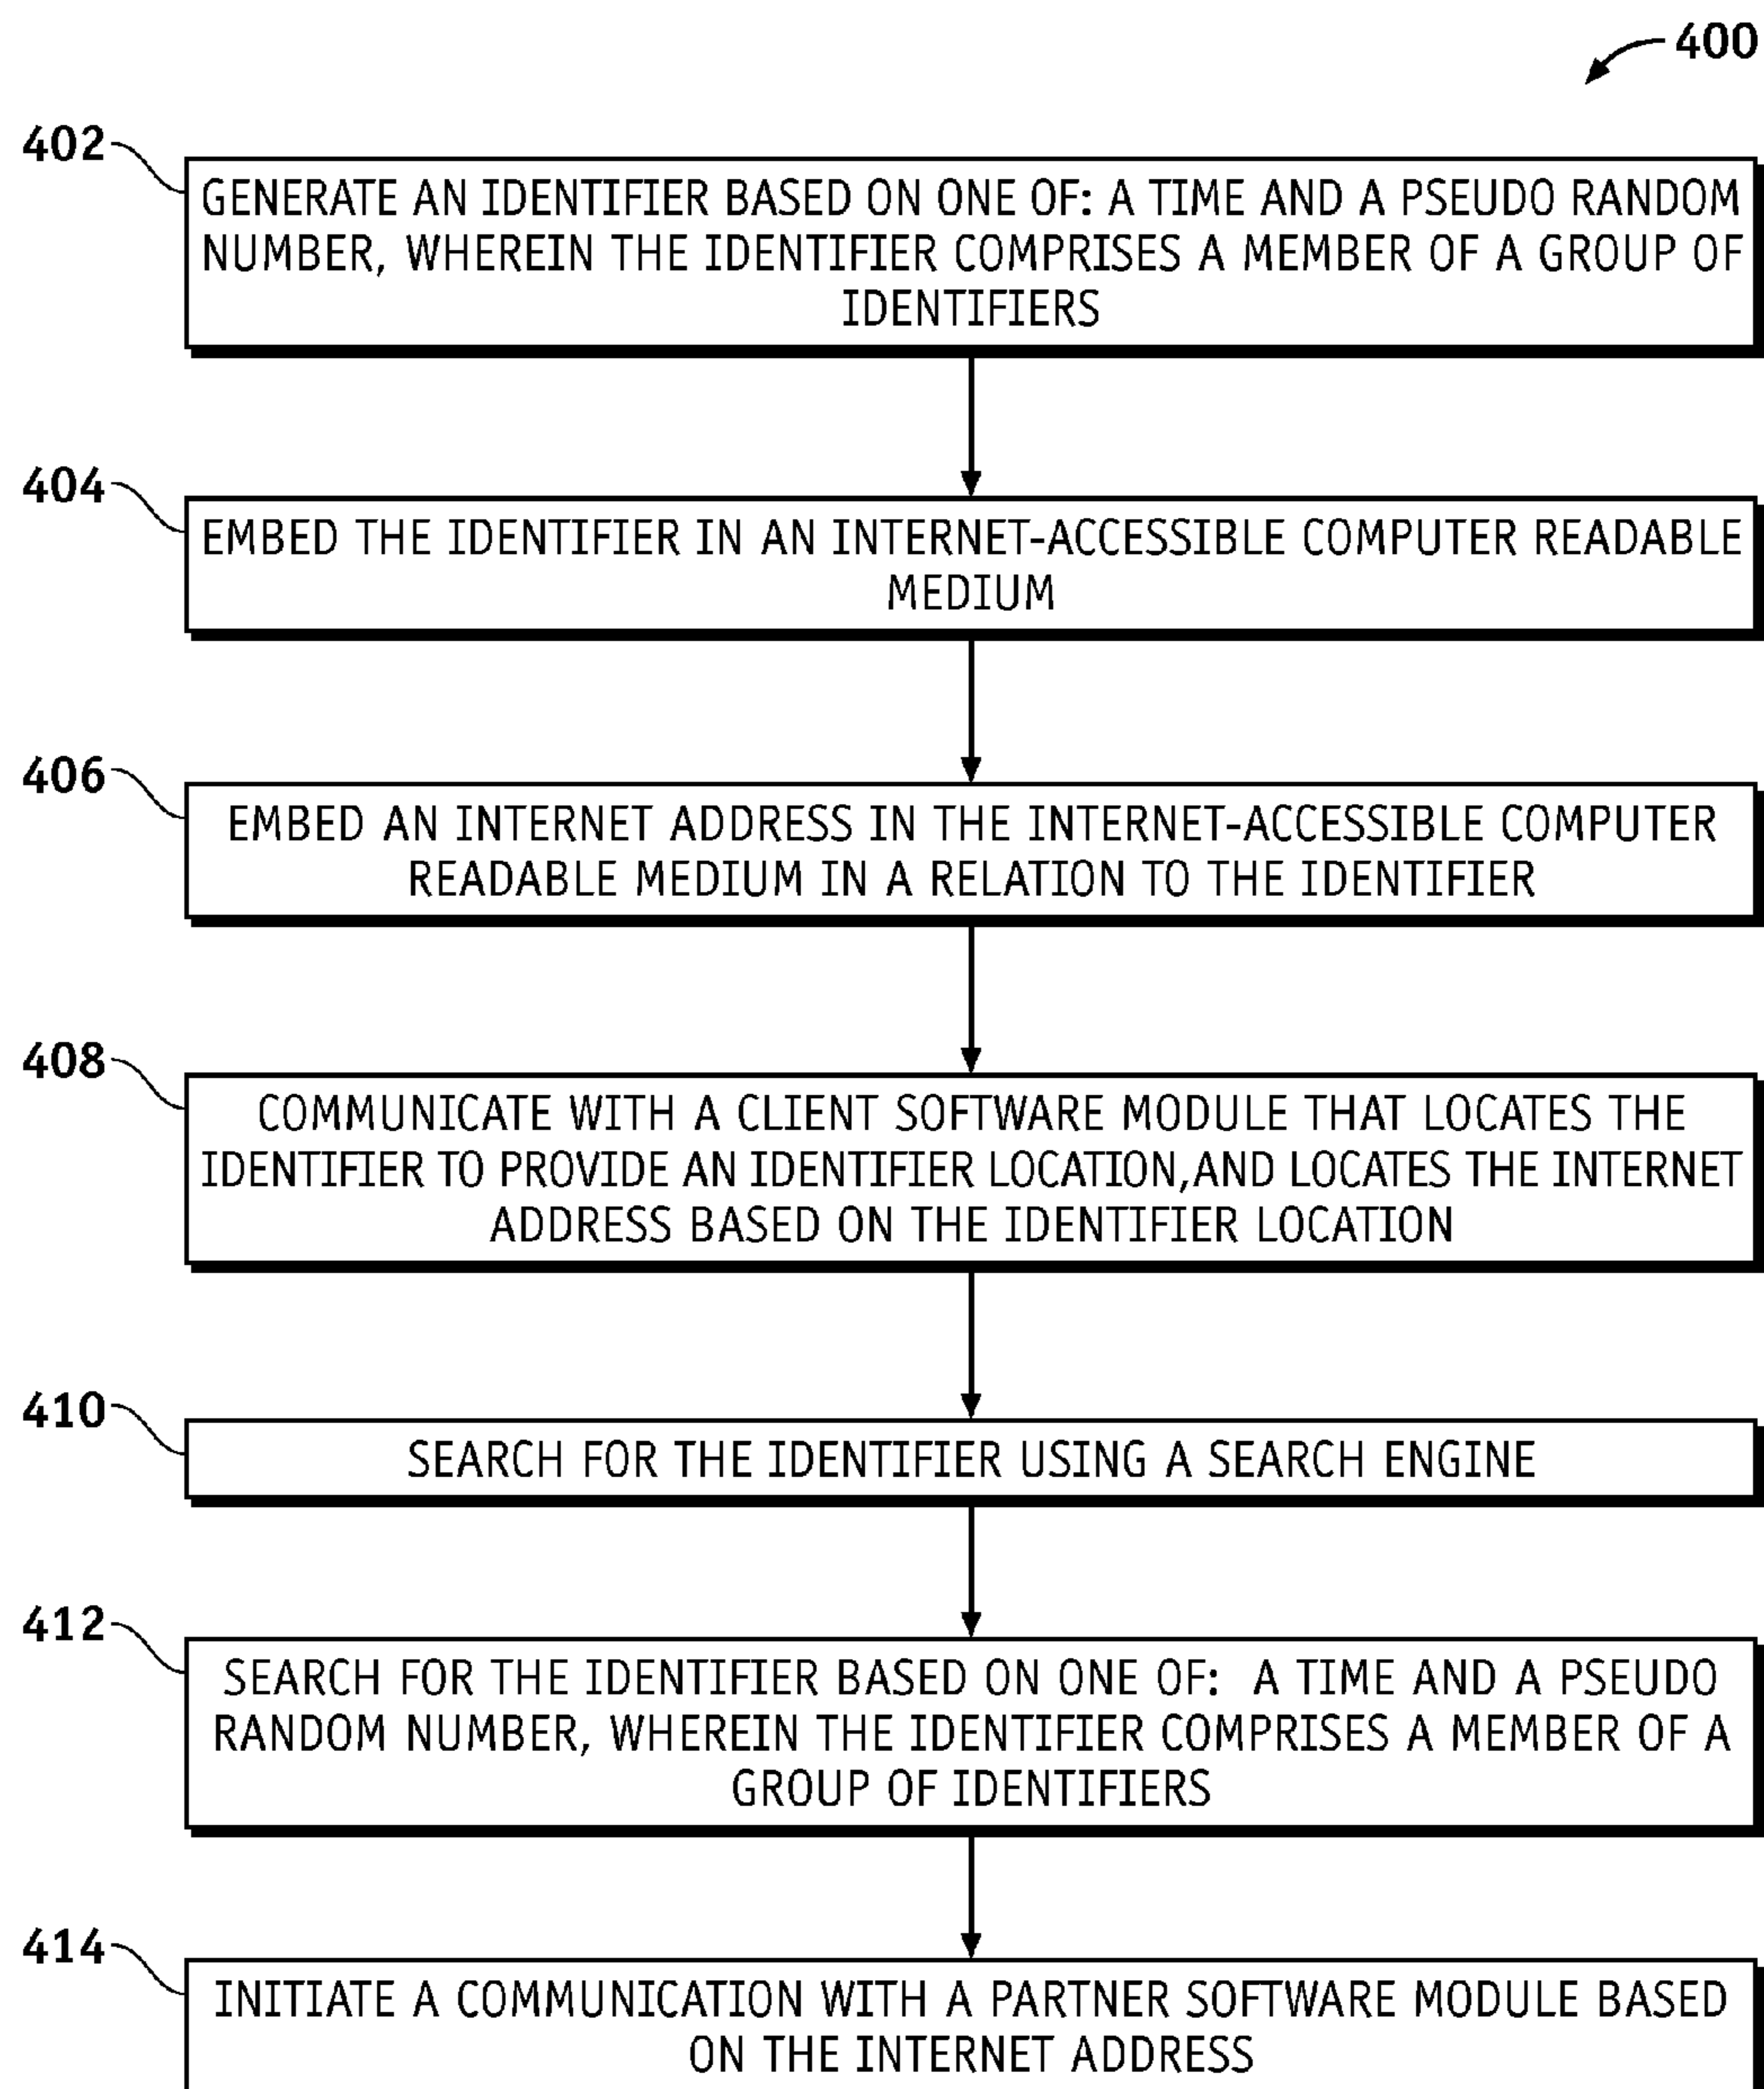 400
402
GENERATE AN IDENTIFIER BASED ON ONE OF: A TIME AND A PSEUDO RANDOM
NUMBER, WHEREIN THE IDENTIFIER COMPRISES A MEMBER OF A GROUP OF
IDENTIFIERS
404
EMBED THE IDENTIFIER IN AN INTERNET-ACCESSIBLE COMPUTER READABLE
MEDIUM
406
EMBED AN INTERNET ADDRESS IN THE INTERNET-ACCESSIBLE COMPUTER
READABLE MEDIUM IN A RELATION TO THE IDENTIFIER
408
COMMUNICATE WITH A CLIENT SOFTWARE MODULE THAT LOCATES THE
IDENTIFIER TO PROVIDE AN IDENTIFIER LOCATION,AND LOCATES THE INTERNET
ADDRESS BASED ON THE IDENTIFIER LOCATION
410
SEARCH FOR THE IDENTIFIER USING A SEARCH ENGINE
412
SEARCH FOR THE IDENTIFIER BASED ON ONE OF: A TIME AND A PSEUDO
RANDOM NUMBER, WHEREIN THE IDENTIFIER COMPRISES A MEMBER OF A
GROUP OF IDENTIFIERS
414
INITIATE A COMMUNICATION WITH A PARTNER SOFTWARE MODULE BASED
ON THE INTERNET ADDRESS